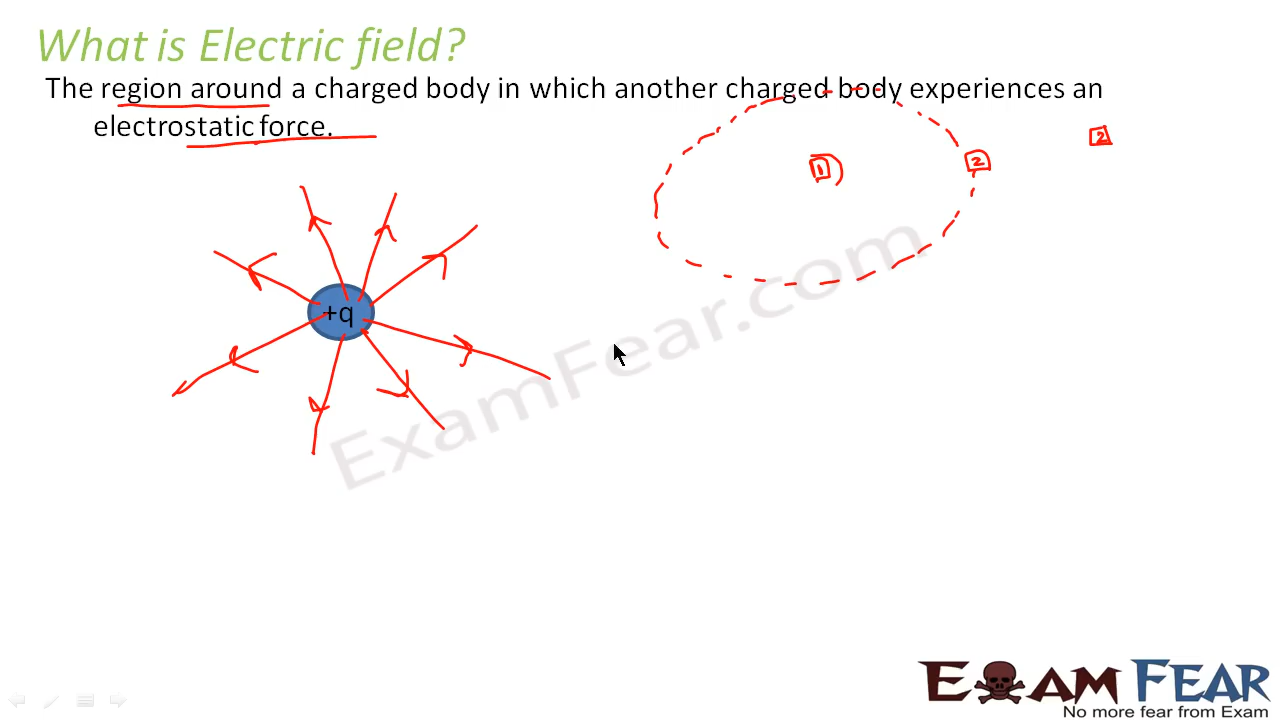 What is Electric field?
The region around a charged body in which another charged body experiences an
electrostatic force.
1
2
2
+q
ExamFear.com
EXAM FEAR
No more fear from Exam